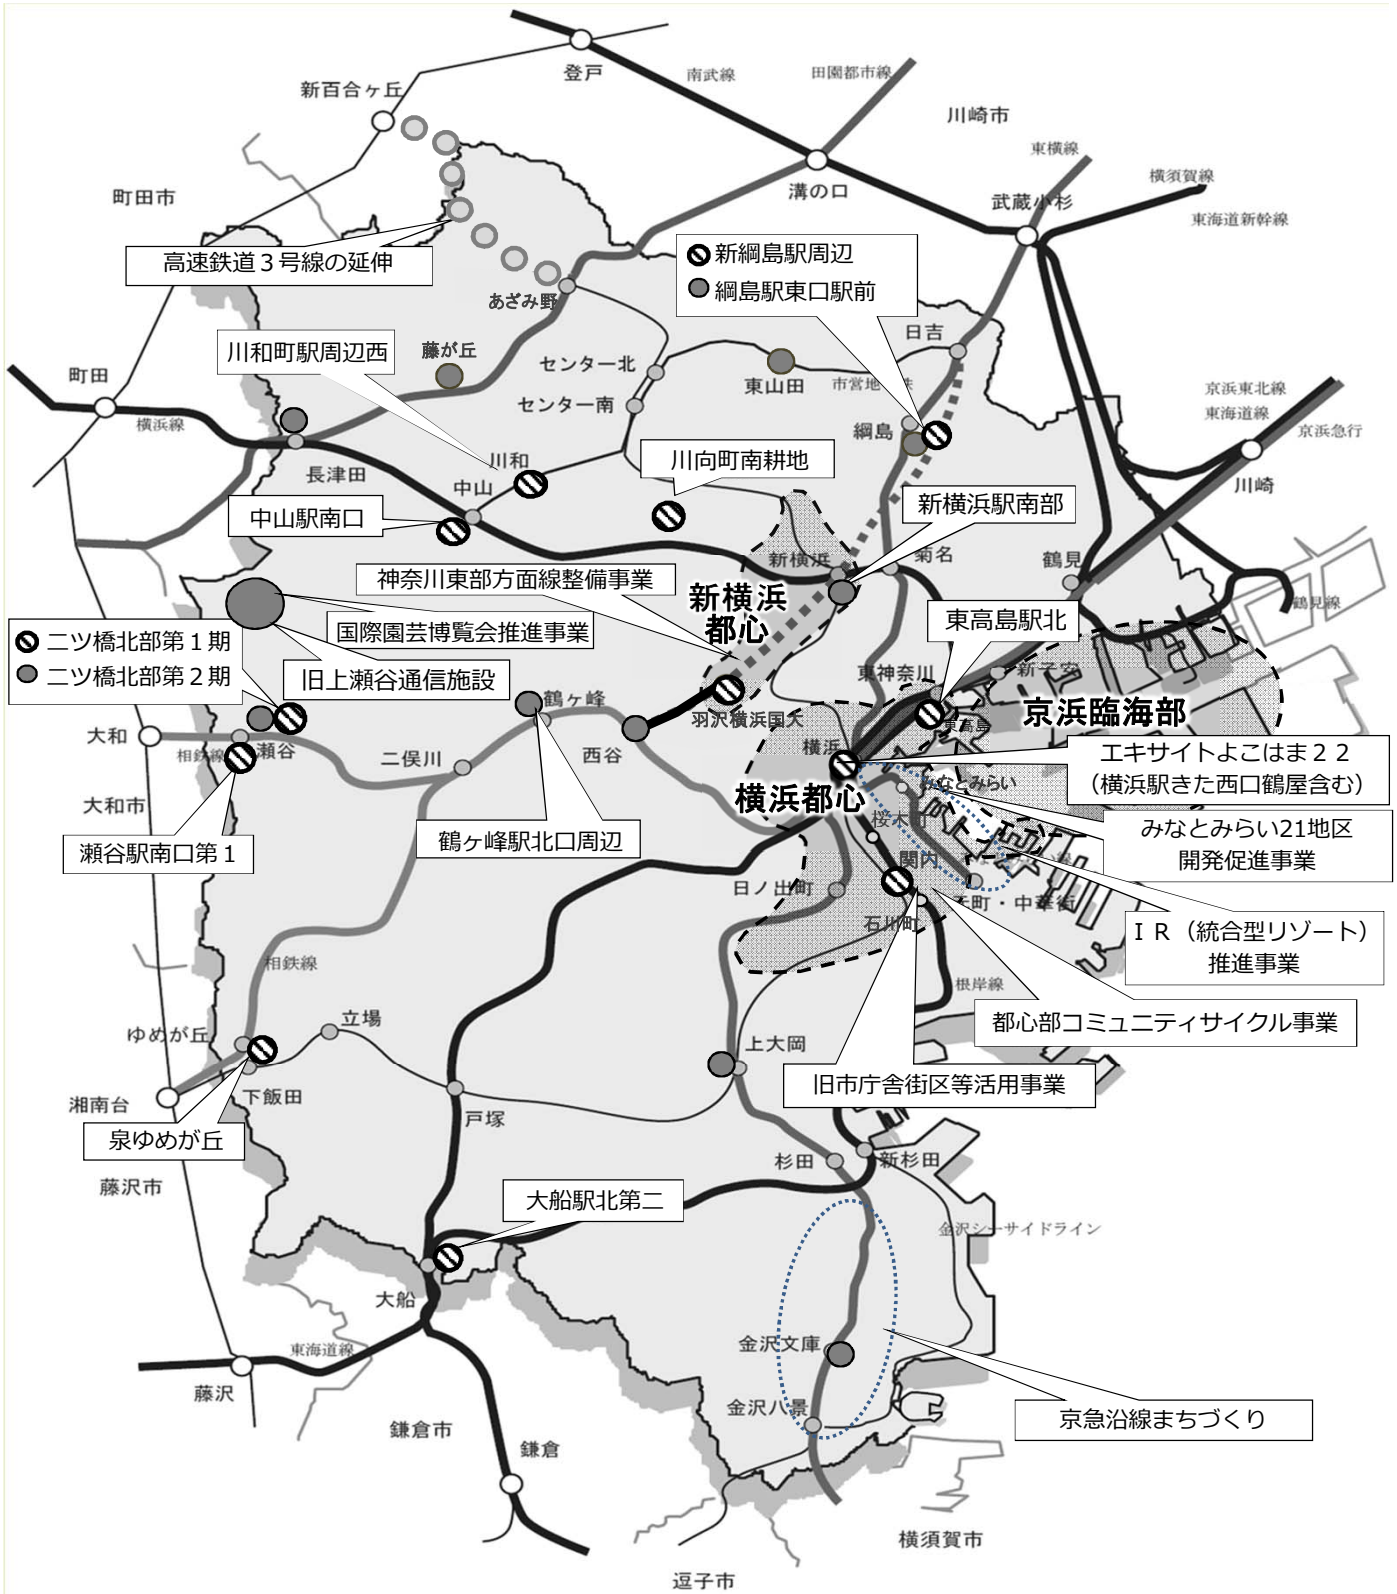 登戸
南武線
田園都市線
新百合ヶ丘
川崎市
東横線
横須賀線
溝の口
武蔵小杉
東海道新幹線
町田市
高速鉄道３号線の延伸
新綱島駅周辺
綱島駅東口駅前
あざみ野
日吉
川和町駅周辺西
藤が丘
センター北
東山田
市営地
鉄
町田
センター南
京浜東北線
東海道線
京浜急行
横浜線
綱島
川和
川向町南耕地
長津田
中山
川崎
中山駅南口
新横浜駅南部
新横浜
菊名
鶴見
神奈川東部方面線整備事業
新横浜
都心
鶴見線
国際園芸博覧会推進事業
東高島駅北
二ツ橋北部第１期
二ツ橋北部第２期
旧上瀬谷通信施設
東神奈川
新子安
鶴ヶ峰
羽沢横浜国大
東高島
京浜臨海部
大和
相鉄線
瀬谷
二俣川
西谷
横浜
エキサイトよこはま２２
（横浜駅きた西口鶴屋含む）
みなとみらい
横浜都心
大和市
桜木町
みなとみらい21地区
開発促進事業
瀬谷駅南口第１
鶴ヶ峰駅北口周辺
関内
日ノ出町
元町・中華街
石川町
ＩＲ（統合型リゾート）
推進事業
相鉄線
根岸線
都心部コミュニティサイクル事業
ゆめが丘
立場
上大岡
旧市庁舎街区等活用事業
湘南台
下飯田
戸塚
泉ゆめが丘
杉田
新杉田
藤沢市
大船駅北第二
金沢シーサイドライン
大船
東海道線
金沢文庫
藤沢
金沢八景
京急沿線まちづくり
鎌倉市
鎌倉
横須賀市
逗子市